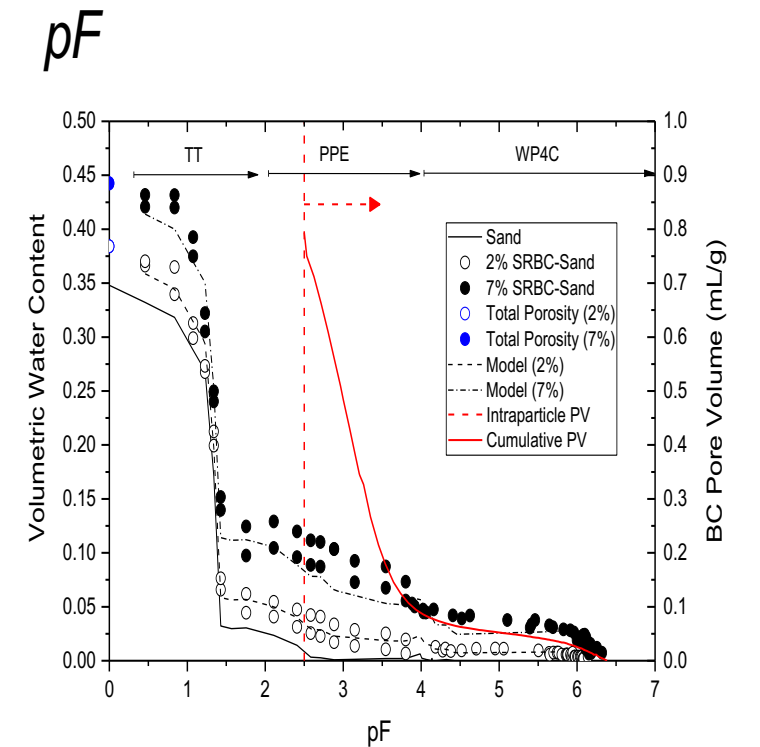 pF
0.50
0.45
0.40
0.35
0.30
0.25
0.20
0.15
0.10
0.05
0.00
Volumetric Water Content
TT
PPE
WP4C
Sand
2% SRBC-Sand
7% SRBC-Sand
Total Porosity (2%)
Total Porosity (7%)
Model (2%)
Model (7%)
Intraparticle PV
Cumulative PV
1.0
0.9
0.8
0.7
0.6
0.5
0.4
0.3
0.2
0.1
0.0
BC Pore Volume (mL/g)
0 1 2 3 4 5 6 7
pF